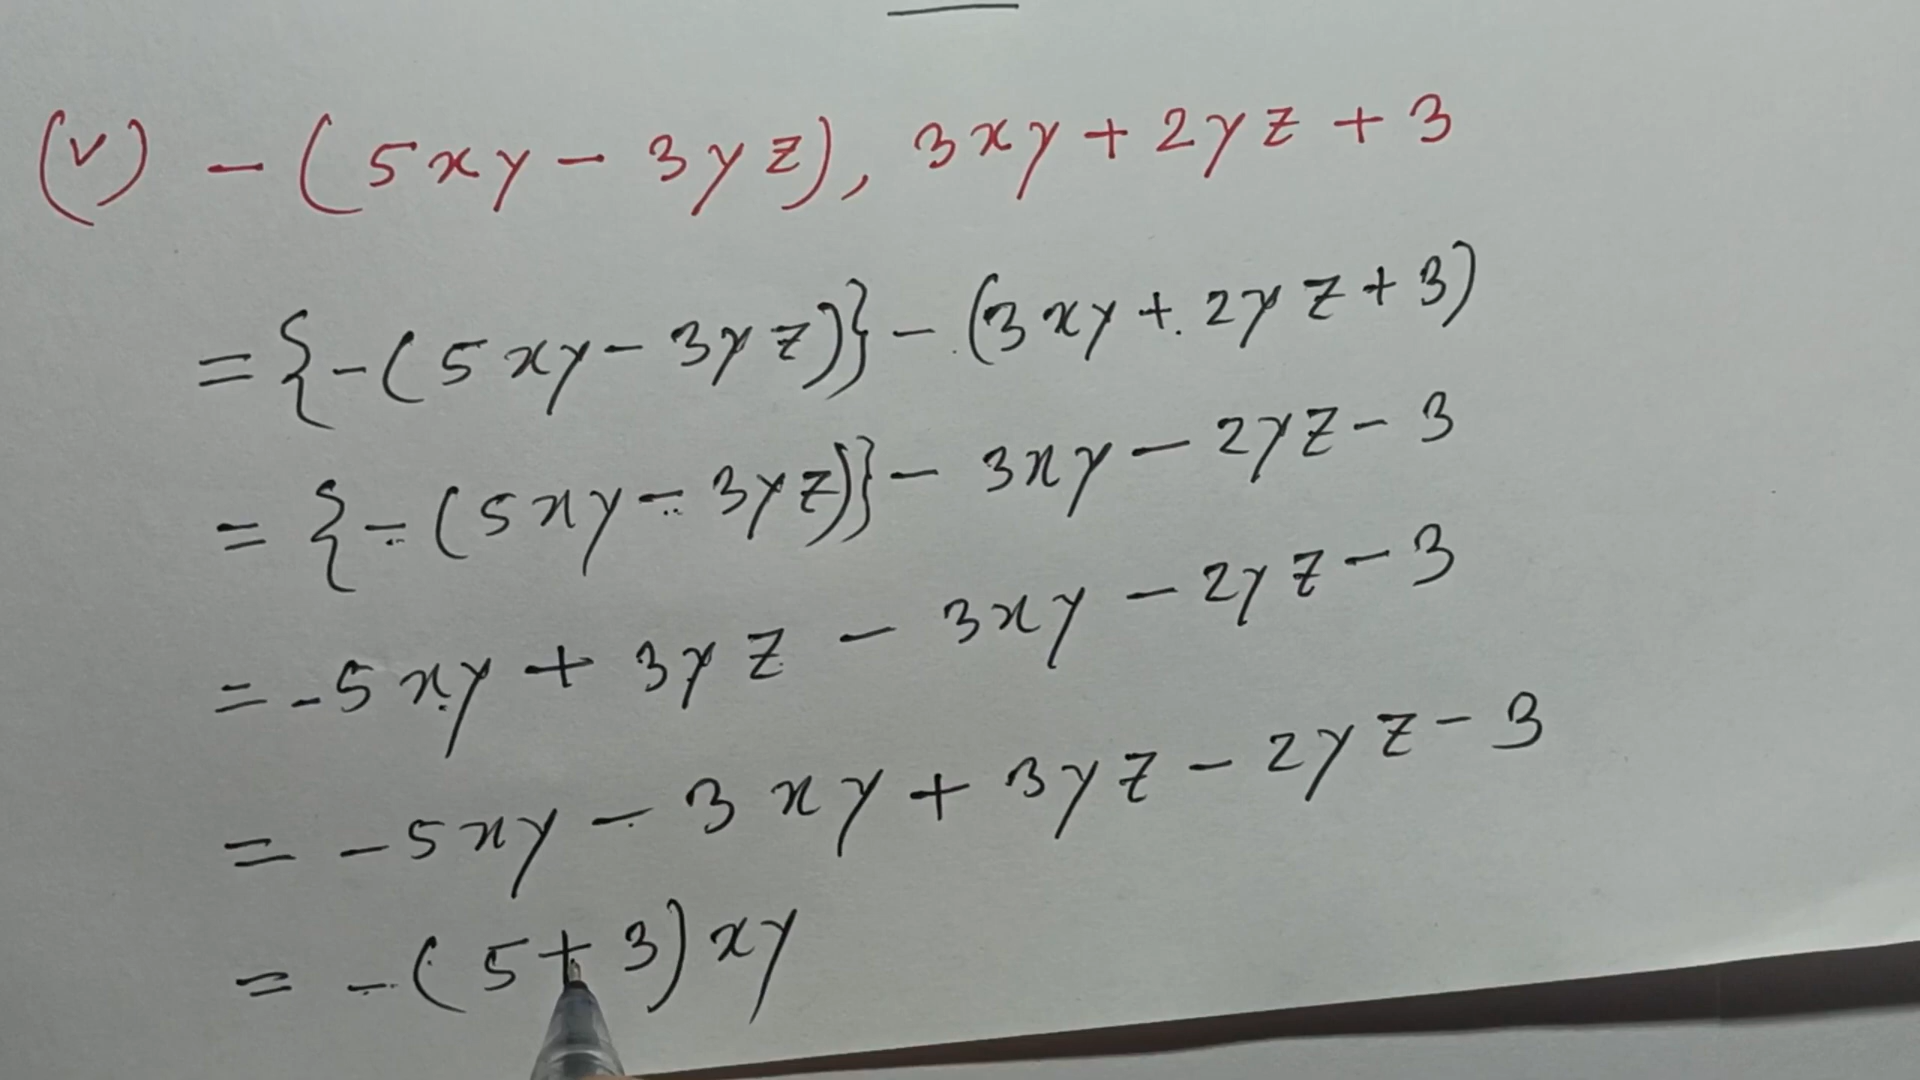 (v) - (5xy - 3yz), 3xy + 2yz + 3
= {-(5xy - 3yz)} - (3xy + 2yz + 3)
= {-(5xy - 3yz)} - 3xy - 2yz - 3
= -5xy + 3yz - 3xy - 2yz - 3
= -5xy - 3xy + 3yz - 2yz - 3
= -(5+3)xy